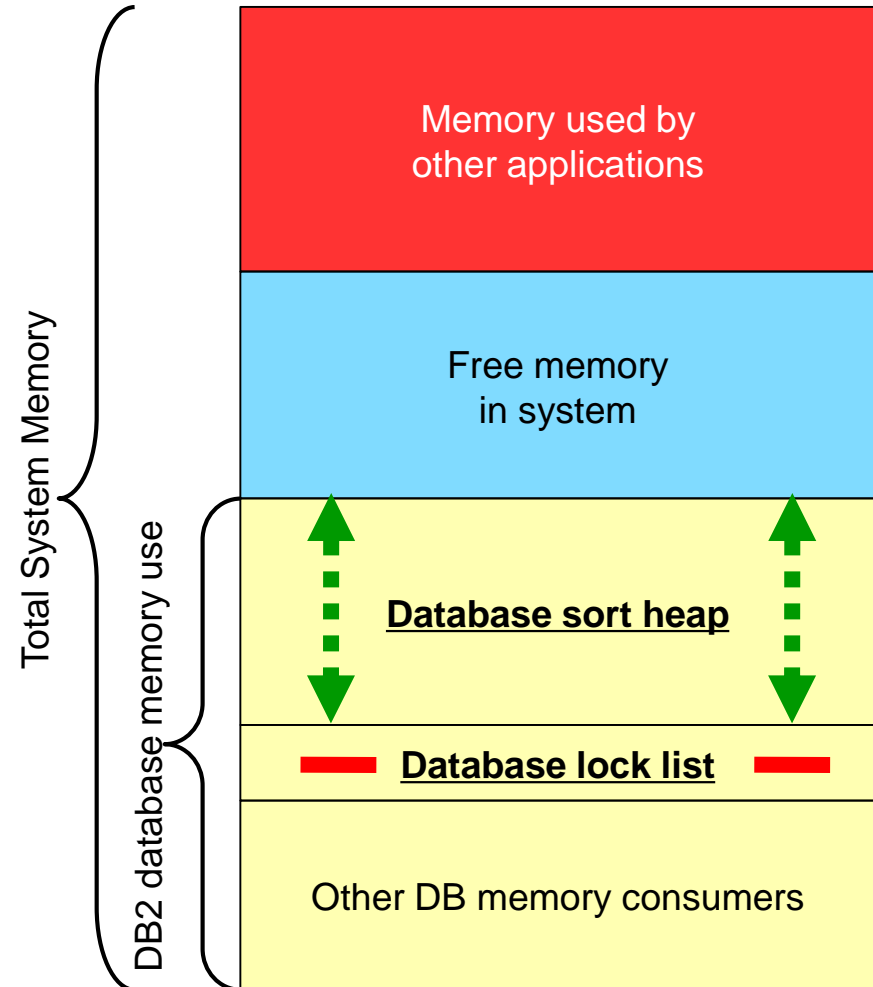 Total System Memory
DB2 database memory use
Memory used by
other applications
Free memory
in system
Database sort heap
Database lock list
Other DB memory consumers